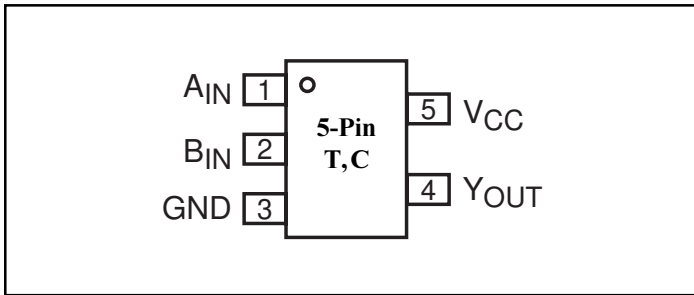 A_IN 1
B_IN 2
GND 3
5-Pin
T, C
5 V_CC
4 Y_OUT